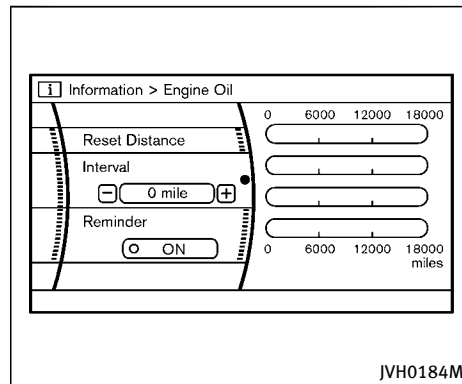 i Information > Engine Oil
0 6000 12000 18000
Reset Distance
Interval
− 0 mile +
Reminder
ON
0 6000 12000 18000
miles
JVH0184M